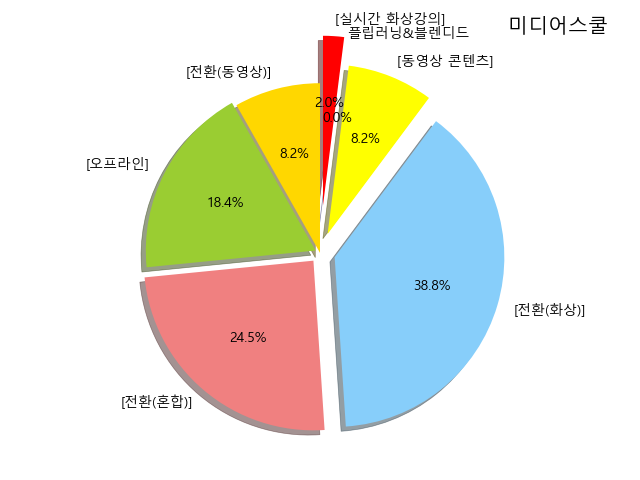 미디어스쿨
[실시간 화상강의]
플립러닝&블렌디드
[동영상 콘텐츠]
[전환(동영상)]
2.0%
0.0%
8.2%
8.2%
[오프라인]
18.4%
38.8%
[전환(화상)]
24.5%
[전환(혼합)]